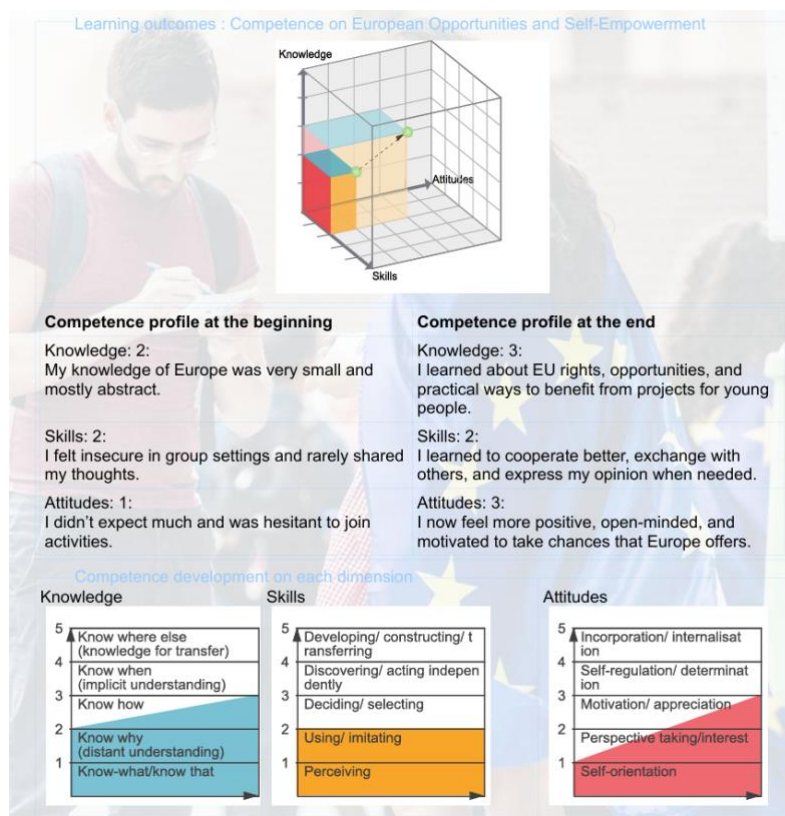 Learning outcomes : Competence on European Opportunities and Self-Empowerment
Knowledge
Attitudes
Skills
Competence profile at the beginning
Knowledge: 2:
My knowledge of Europe was very small and
mostly abstract.
Skills: 2:
I felt insecure in group settings and rarely shared
my thoughts.
Attitudes: 1:
I didn't expect much and was hesitant to join
activities.
Competence profile at the end
Knowledge: 3:
I learned about EU rights, opportunities, and
practical ways to benefit from projects for young
people.
Skills: 2:
I learned to cooperate better, exchange with
others, and express my opinion when needed.
Attitudes: 3:
I now feel more positive, open-minded, and
motivated to take chances that Europe offers.
Competence development on each dimension
Knowledge
5
Know where else
(knowledge for transfer)
4
Know when
(implicit understanding)
3
Know how
2
Know why
(distant understanding)
1
Know-what/know that
Skills
5
Developing/ constructing/ t
ransferring
4
Discovering/ acting indepen
dently
3
Deciding/ selecting
2
Using/ imitating
1
Perceiving
Attitudes
5
Incorporation/ internalisat
ion
4
Self-regulation/ determinat
ion
3
Motivation/ appreciation
2
Perspective taking/interest
1
Self-orientation